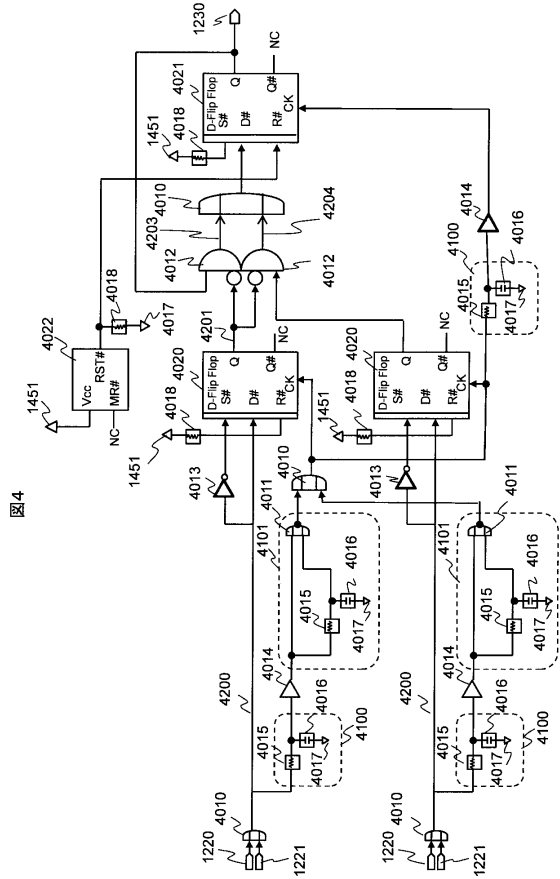 図4
1451
4022
Vcc
RST#
MR#
NC
4018
4017
1230
NC
4021
D-Flip Flop
S#
D#
R#
CK
Q
Q#
4018
1451
4010
4203
4204
4012
4012
4201
4020
D-Flip Flop
S#
D#
R#
CK
Q
Q#
NC
4018
1451
4013
4010
4011
4101
4016
4015
4017
4014
4200
4016
4015
4017
4100
4010
1220
1221
4014
4100
4015
4016
4017
NC
4020
D-Flip Flop
S#
D#
R#
CK
Q
Q#
4018
1451
4013
4011
4101
4016
4015
4017
4014
4200
4016
4015
4017
4100
4010
1220
1221